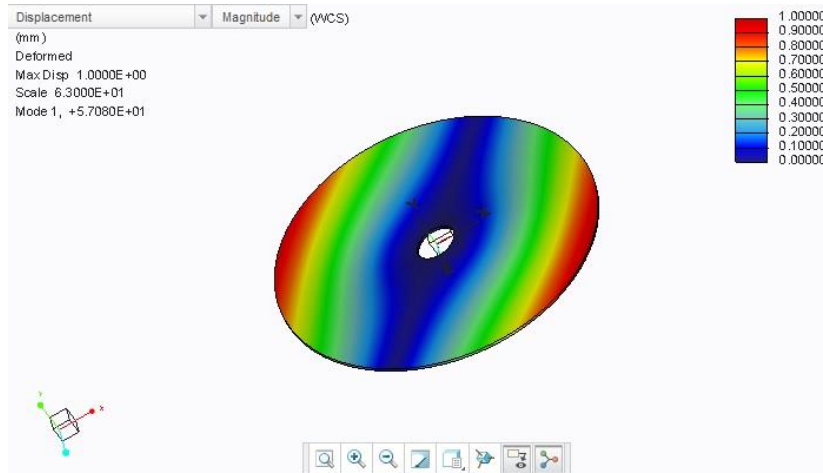 Displacement Magnitude (WCS)
(mm)
Deformed
Max Disp 1.0000E+00
Scale 6.3000E+01
Mode 1, +5.7080E+01
1.00000
0.90000
0.80000
0.70000
0.60000
0.50000
0.40000
0.30000
0.20000
0.10000
0.00000
Y
X